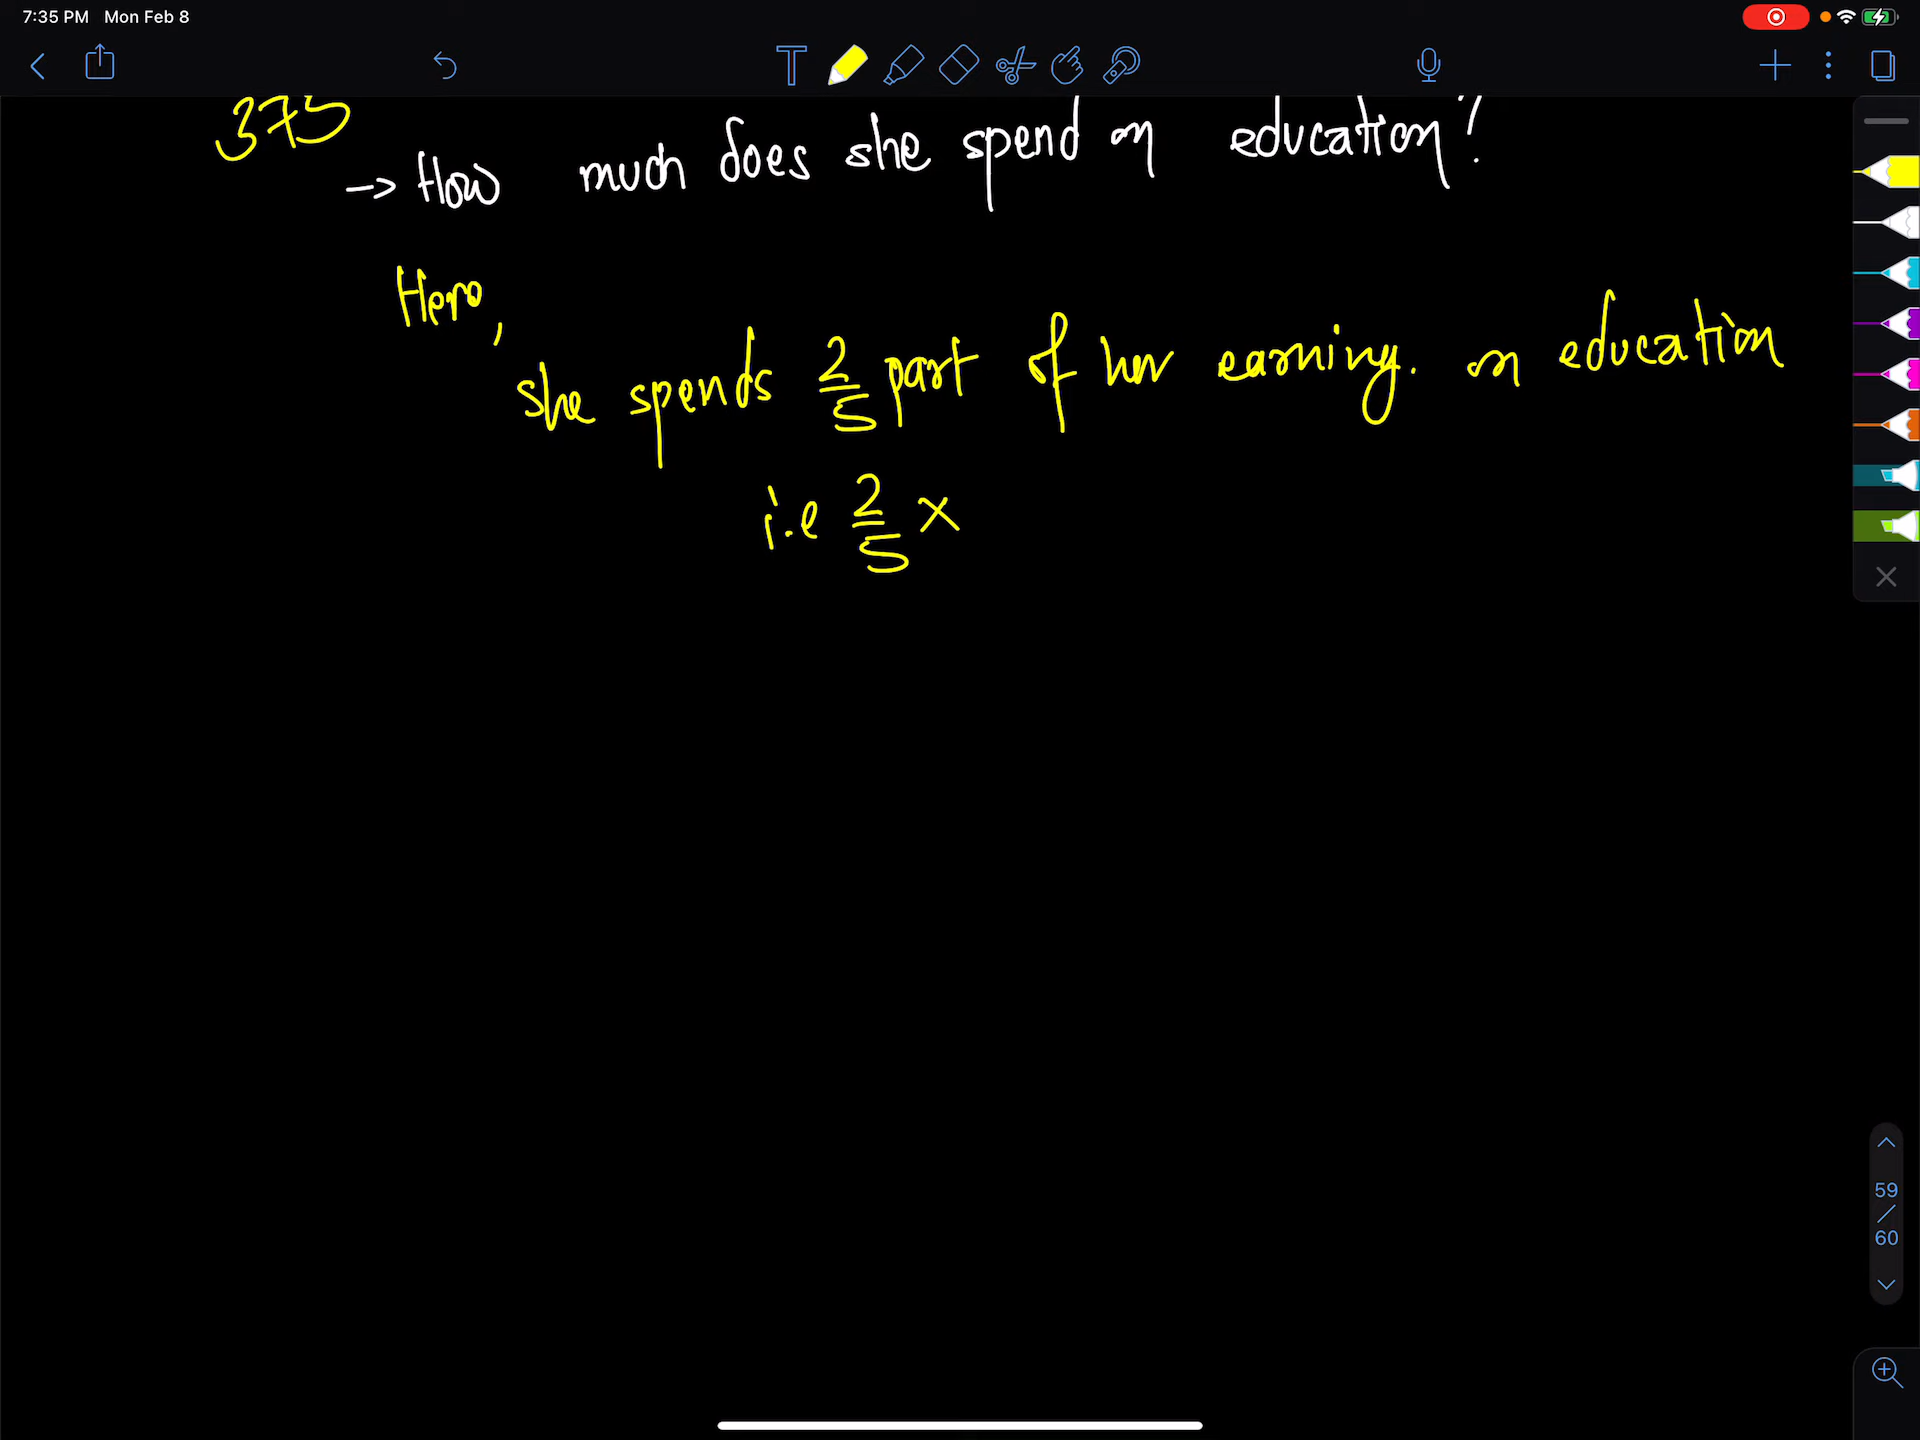 7:35 PM Mon Feb 8
375
→ How much does she spend on education?
Here,
she spends 2/5 part of her earning. on education
i.e 2/5 x
59
/
60